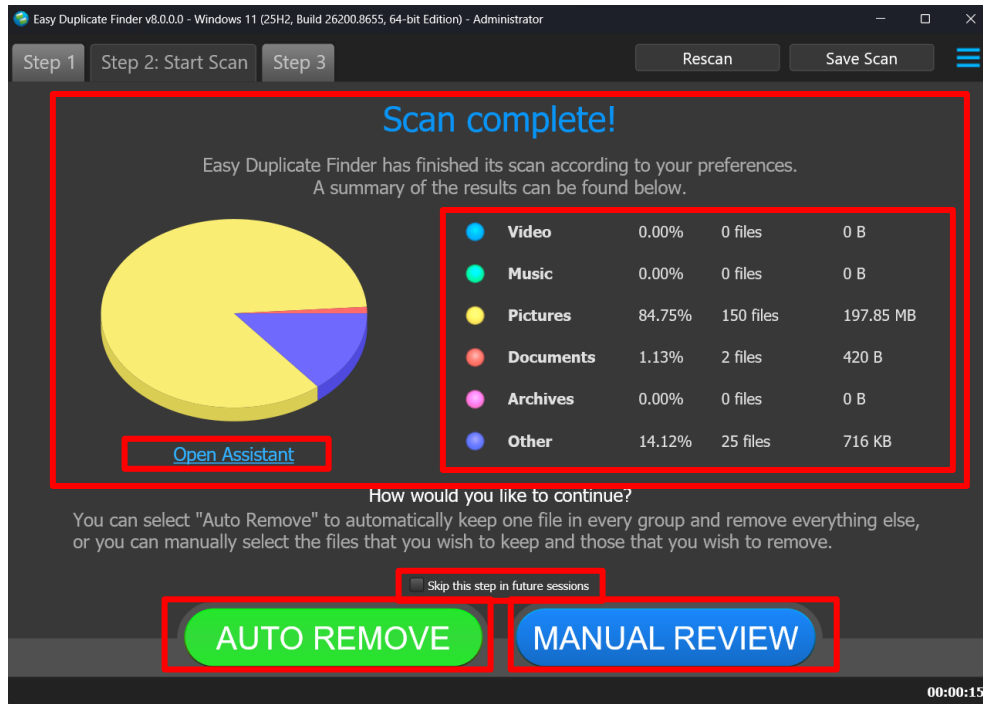 Easy Duplicate Finder v8.0.0.0 - Windows 11 (25H2, Build 26200.8655, 64-bit Edition) - Administrator
Step 1 Step 2: Start Scan Step 3 Rescan Save Scan
Scan complete!
Easy Duplicate Finder has finished its scan according to your preferences.
A summary of the results can be found below.
Video 0.00% 0 files 0 B
Music 0.00% 0 files 0 B
Pictures 84.75% 150 files 197.85 MB
Documents 1.13% 2 files 420 B
Archives 0.00% 0 files 0 B
Other 14.12% 25 files 716 KB
Open Assistant
How would you like to continue?
You can select "Auto Remove" to automatically keep one file in every group and remove everything else,
or you can manually select the files that you wish to keep and those that you wish to remove.
Skip this step in future sessions
AUTO REMOVE MANUAL REVIEW
00:00:15